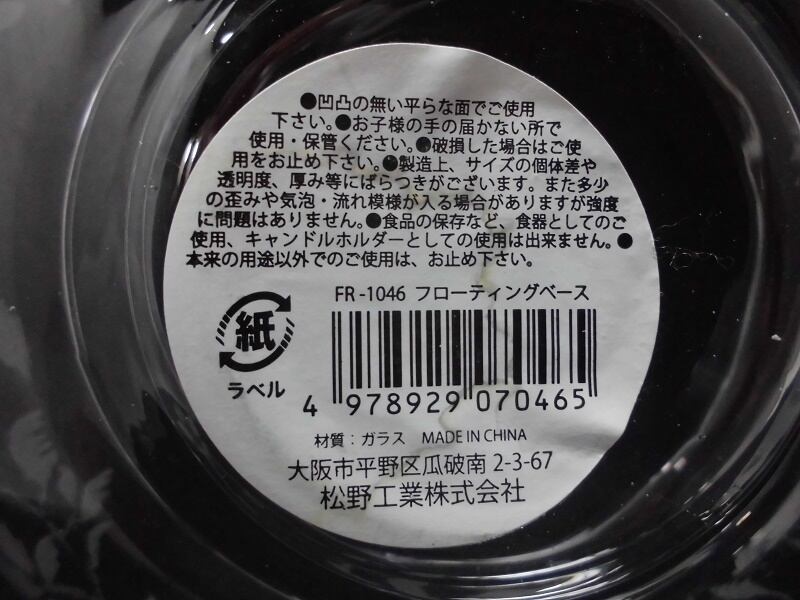 ●凹凸の無い平らな面でご使用
下さい。●お子様の手の届かない所で
使用・保管ください。●破損した場合はご使
用をお止め下さい。●製造上、サイズの個体差や
透明度、厚み等にばらつきがございます。また多少
の歪みや気泡・流れ模様が入る場合がありますが強度
に問題はありません。●食品の保存など、食器としてのご
使用、キャンドルホルダーとしての使用は出来ません。●
本来の用途以外でのご使用は、お止め下さい。
FR-1046 フローティングベース
紙
ラベル
4 978929 070465
材質：ガラス MADE IN CHINA
大阪市平野区瓜破南 2-3-67
松野工業株式会社